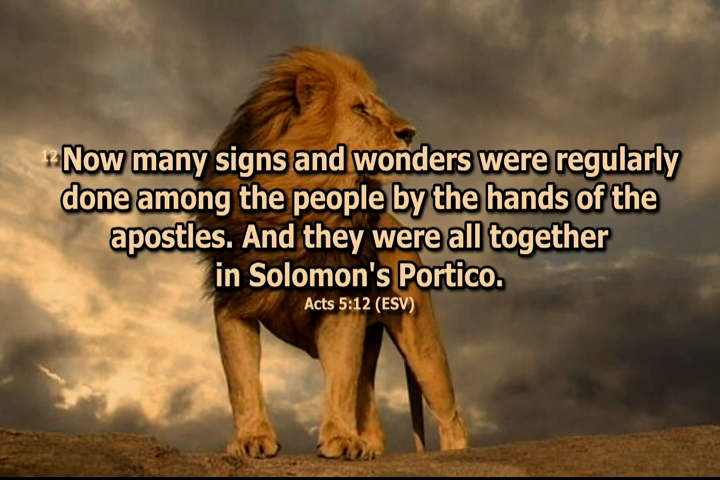 12 Now many signs and wonders were regularly
done among the people by the hands of the
apostles. And they were all together
in Solomon's Portico.
Acts 5:12 (ESV)